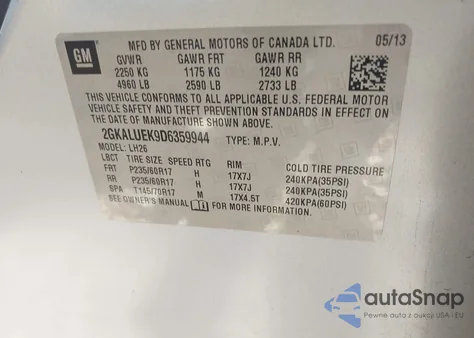 GM
MFD BY GENERAL MOTORS OF CANADA LTD. 05/13
GVWR GAWR FRT GAWR RR
2250 KG 1175 KG 1240 KG
4960 LB 2590 LB 2733 LB
THIS VEHICLE CONFORMS TO ALL APPLICABLE U.S. FEDERAL MOTOR
VEHICLE SAFETY AND THEFT PREVENTION STANDARDS IN EFFECT ON
THE DATE OF MANUFACTURE SHOWN ABOVE.
2GKALUEK9D6359944 TYPE: M.P.V.
MODEL: LH26
LBCT TIRE SIZE SPEED RTG RIM COLD TIRE PRESSURE
FRT P235/60R17 H 17X7J 240KPA(35PSI)
RR P235/60R17 H 17X7J 240KPA(35PSI)
SPA T145/70R17 M 17X4.5T 420KPA(60PSI)
SEE OWNER'S MANUAL FOR MORE INFORMATION
autoSnap
Pewne auta z aukcji USA - EU